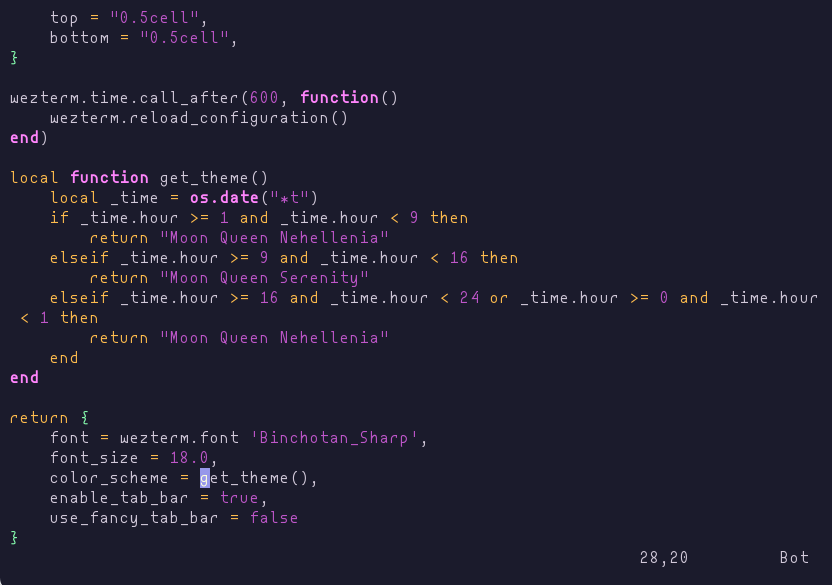 top = "0.5cell",
    bottom = "0.5cell",
}

wezterm.time.call_after(600, function()
    wezterm.reload_configuration()
end)

local function get_theme()
    local _time = os.date("*t")
    if _time.hour >= 1 and _time.hour < 9 then
        return "Moon Queen Nehellenia"
    elseif _time.hour >= 9 and _time.hour < 16 then
        return "Moon Queen Serenity"
    elseif _time.hour >= 16 and _time.hour < 24 or _time.hour >= 0 and _time.hour
 < 1 then
        return "Moon Queen Nehellenia"
    end
end

return {
    font = wezterm.font 'Binchotan_Sharp',
    font_size = 18.0,
    color_scheme = get_theme(),
    enable_tab_bar = true,
    use_fancy_tab_bar = false
}
28,20 Bot